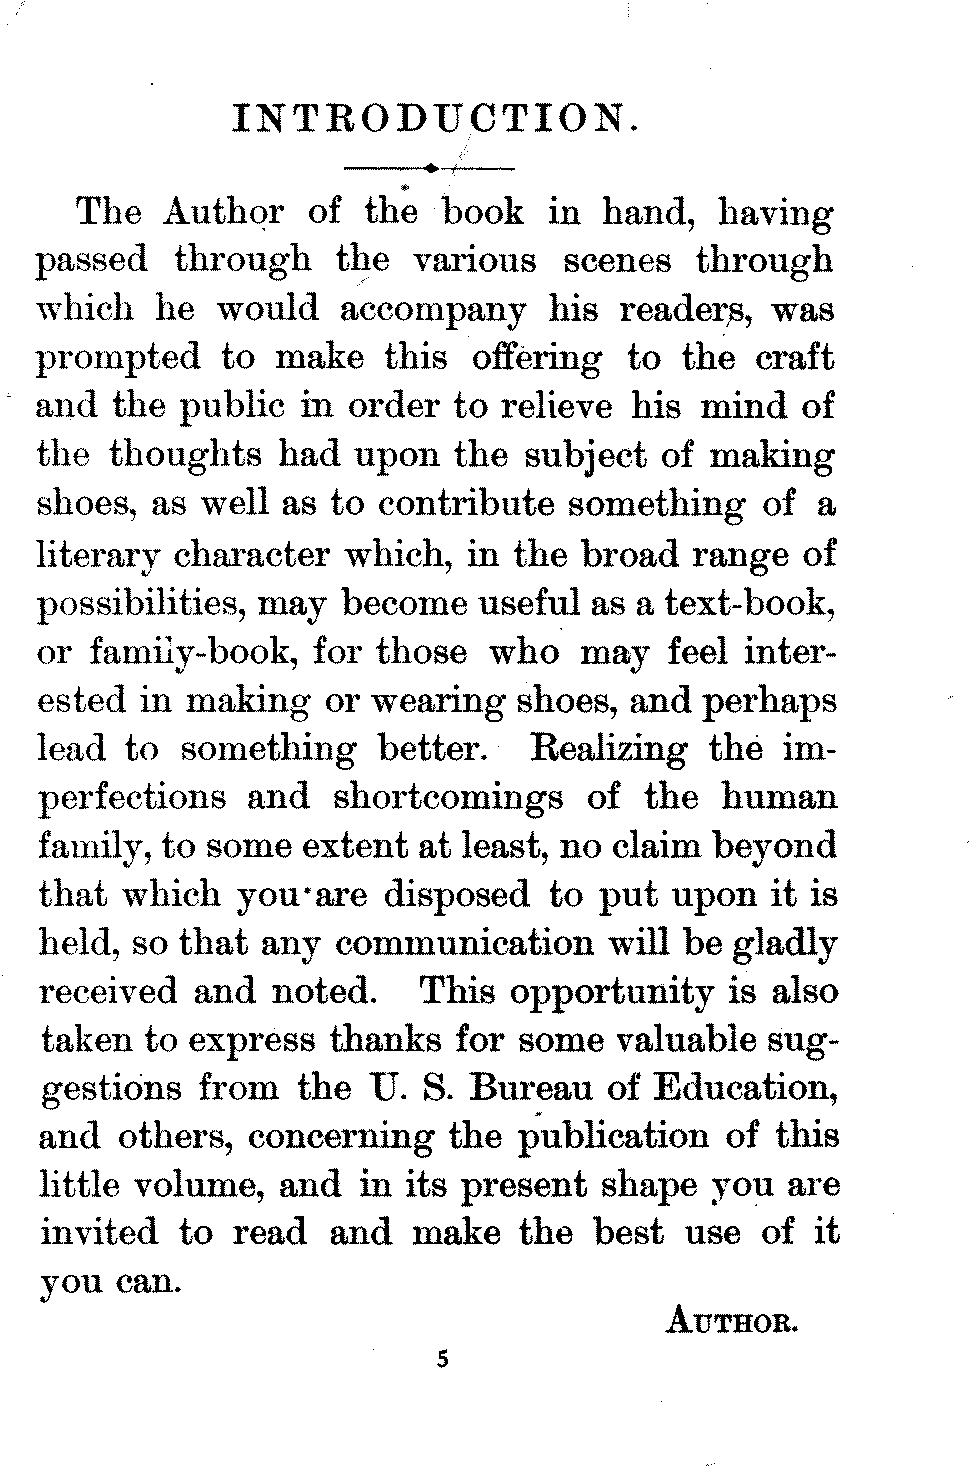 INTRODUCTION.
The Author of the book in hand, having
passed through the various scenes through
which he would accompany his readers, was
prompted to make this offering to the craft
and the public in order to relieve his mind of
the thoughts had upon the subject of making
shoes, as well as to contribute something of a
literary character which, in the broad range of
possibilities, may become useful as a text-book,
or family-book, for those who may feel inter-
ested in making or wearing shoes, and perhaps
lead to something better. Realizing the im-
perfections and shortcomings of the human
family, to some extent at least, no claim beyond
that which you are disposed to put upon it is
held, so that any communication will be gladly
received and noted. This opportunity is also
taken to express thanks for some valuable sug-
gestions from the U. S. Bureau of Education,
and others, concerning the publication of this
little volume, and in its present shape you are
invited to read and make the best use of it
you can.
AUTHOR.
5